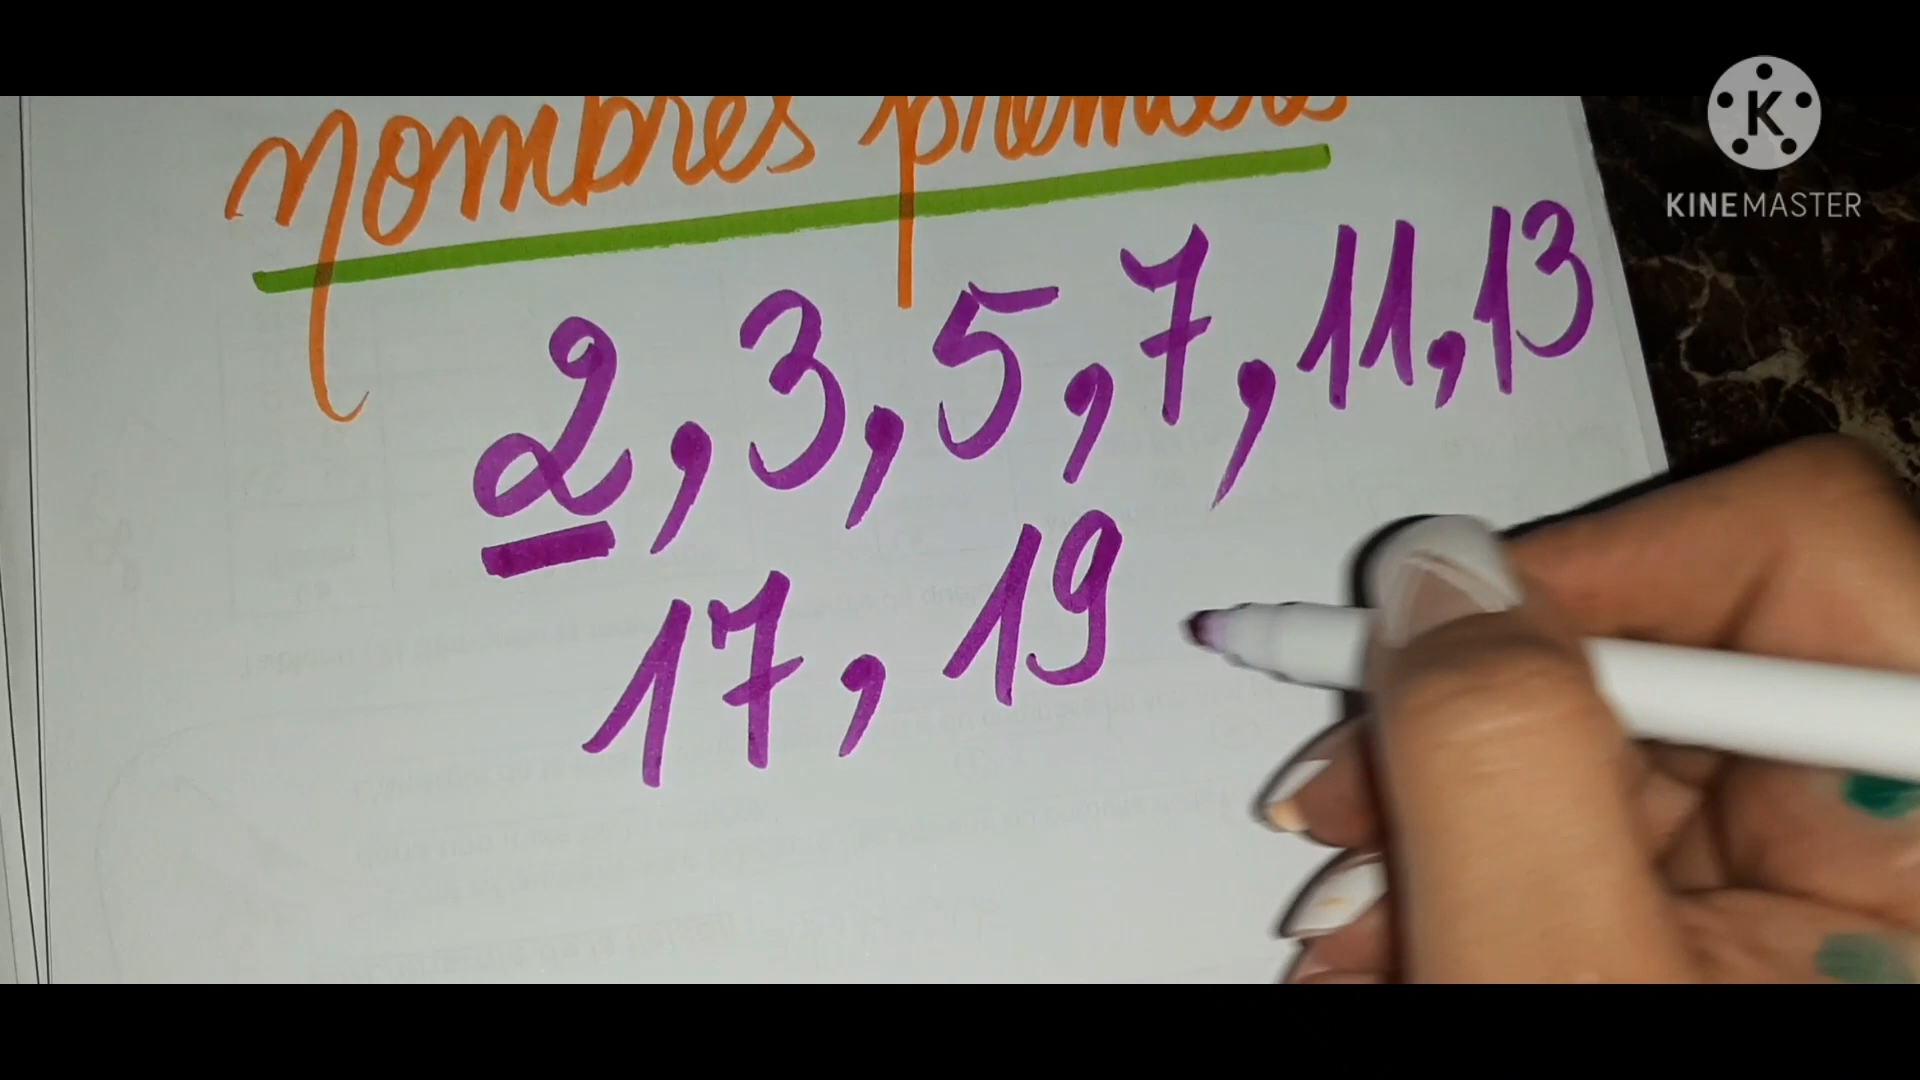 nombres premiers
2, 3, 5, 7, 11, 13
17, 19
KINEMASTER